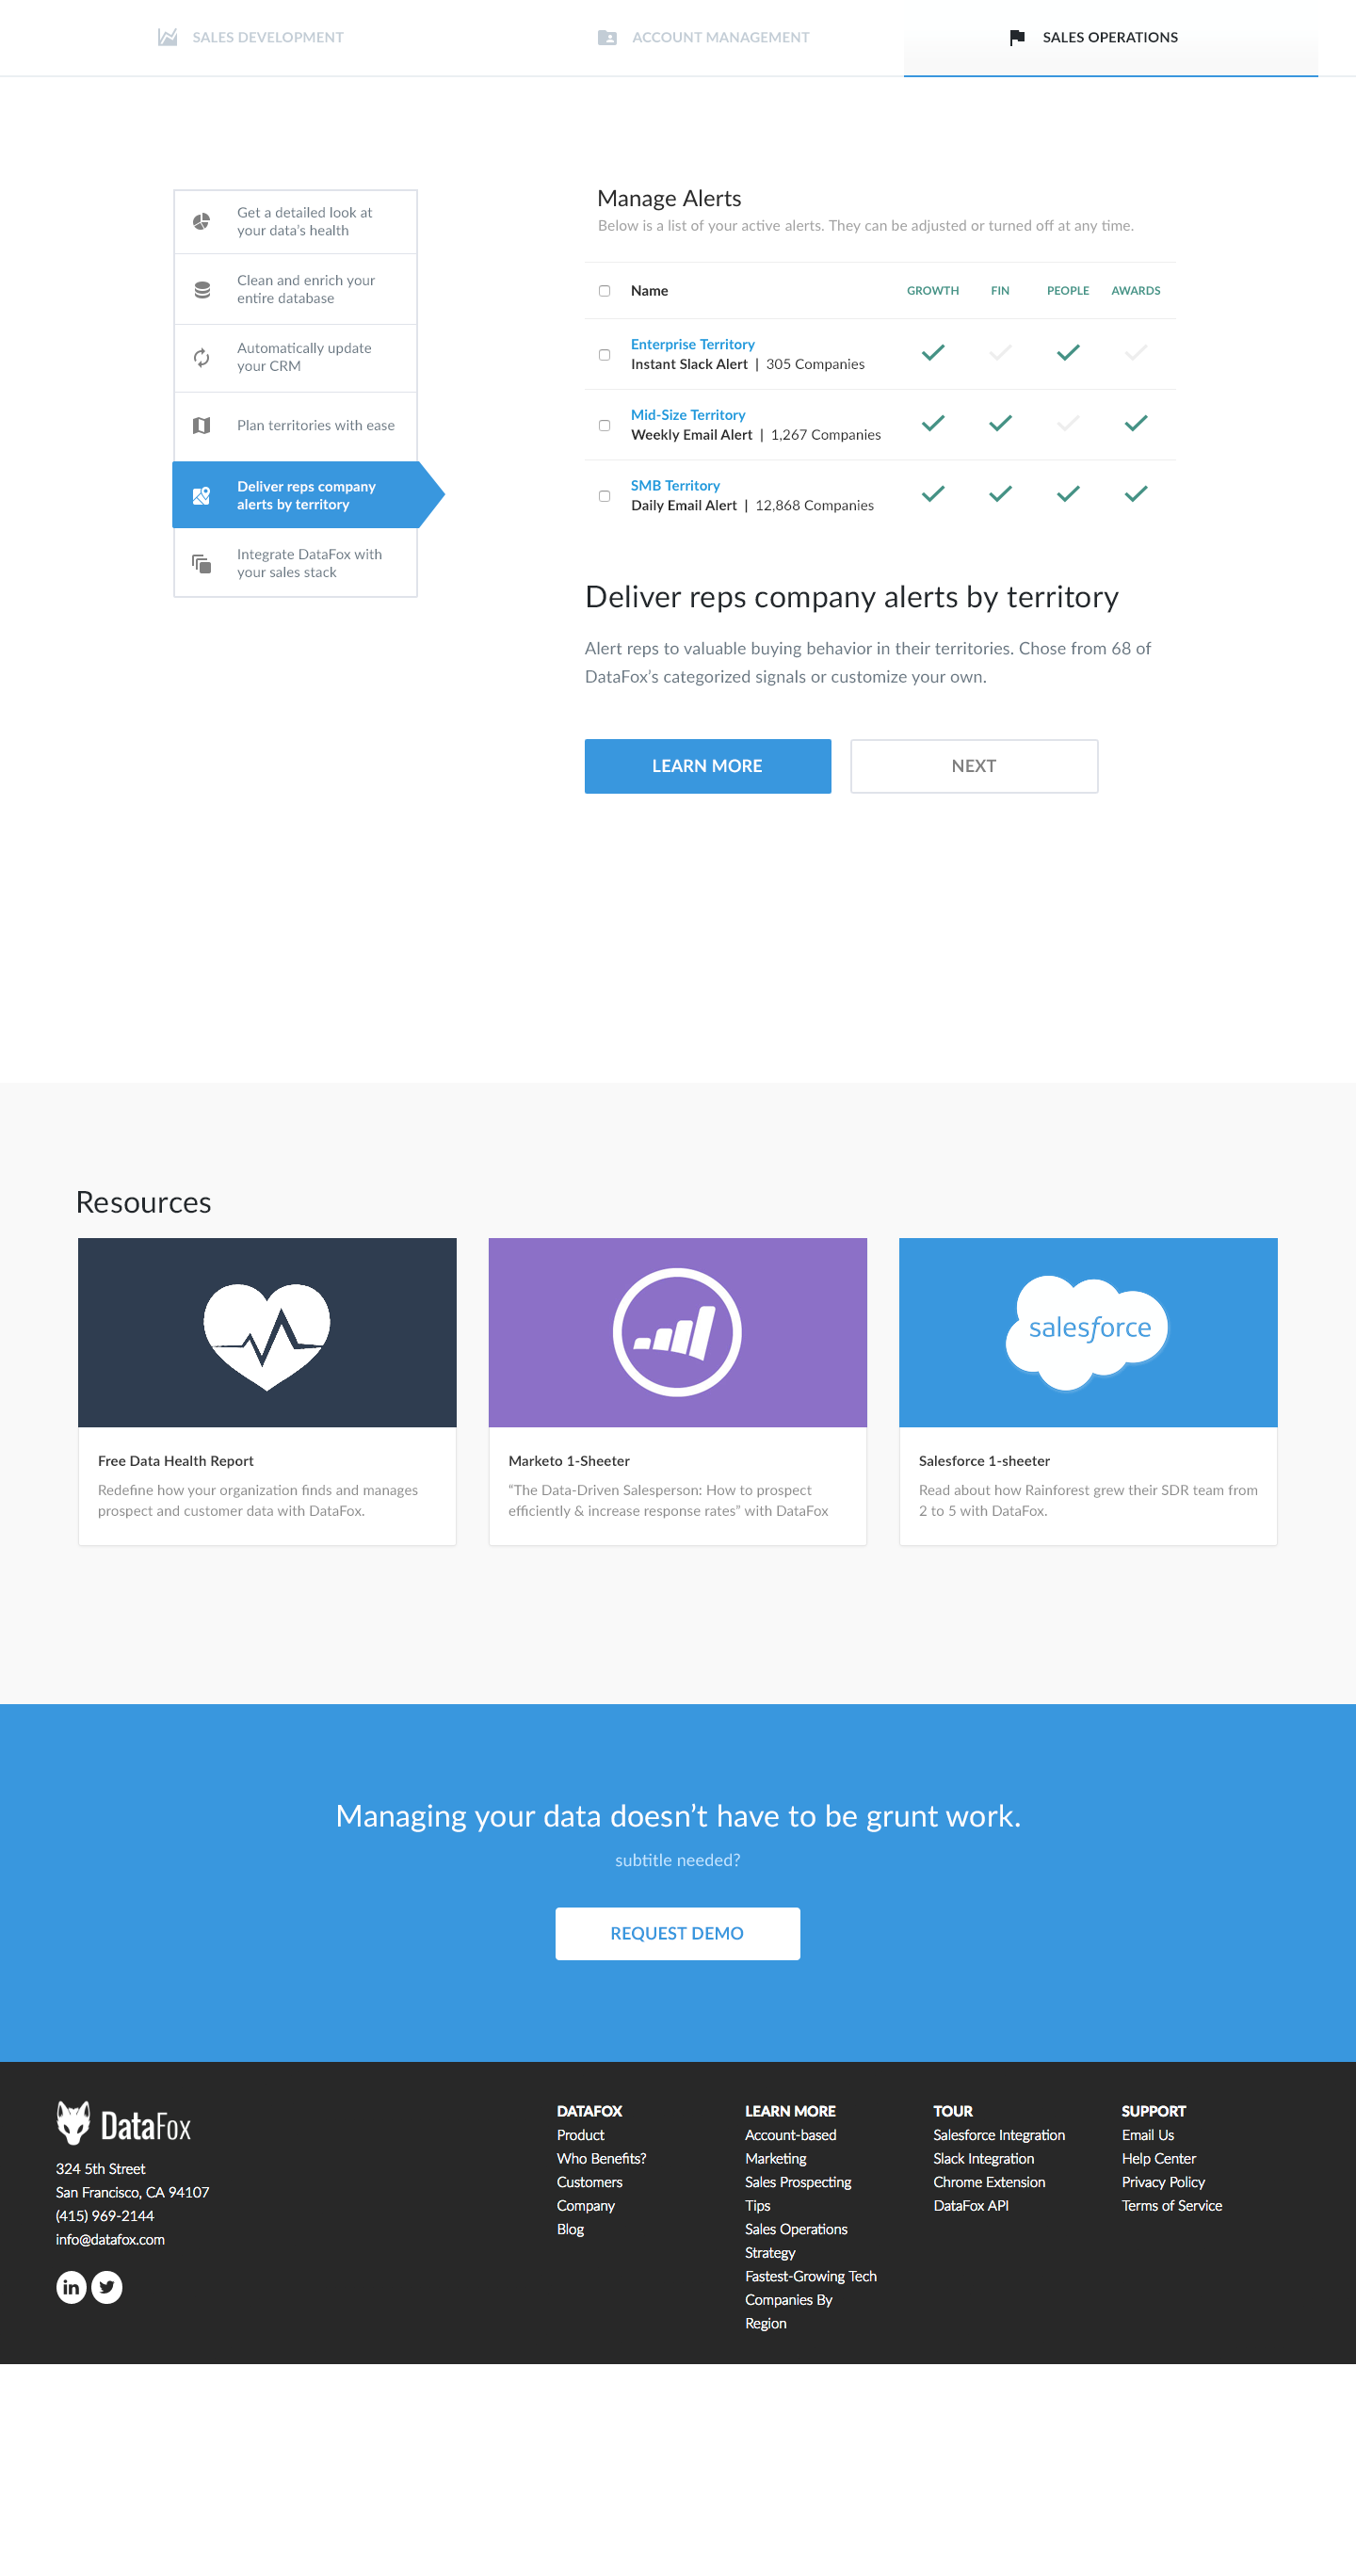 SALES DEVELOPMENT
ACCOUNT MANAGEMENT
SALES OPERATIONS
Get a detailed look at
your data's health
Clean and enrich your
entire database
Automatically update
your CRM
Plan territories with ease
Deliver reps company
alerts by territory
Integrate DataFox with
your sales stack
Manage Alerts
Below is a list of your active alerts. They can be adjusted or turned off at any time.
Name GROWTH FIN PEOPLE AWARDS
Enterprise Territory
Instant Slack Alert | 305 Companies
Mid-Size Territory
Weekly Email Alert | 1,267 Companies
SMB Territory
Daily Email Alert | 12,868 Companies
Deliver reps company alerts by territory
Alert reps to valuable buying behavior in their territories. Chose from 68 of
DataFox’s categorized signals or customize your own.
LEARN MORE
NEXT
Resources
salesforce
Free Data Health Report
Redefine how your organization finds and manages
prospect and customer data with DataFox.
Marketo 1-Sheeter
“The Data-Driven Salesperson: How to prospect
efficiently & increase response rates” with DataFox
Salesforce 1-sheeter
Read about how Rainforest grew their SDR team from
2 to 5 with DataFox.
Managing your data doesn’t have to be grunt work.
subtitle needed?
REQUEST DEMO
DataFox
324 5th Street
San Francisco, CA 94107
(415) 969-2144
info@datafox.com
in
DATAFOX
Product
Who Benefits?
Customers
Company
Blog
LEARN MORE
Account-based
Marketing
Sales Prospecting
Tips
Sales Operations
Strategy
Fastest-Growing Tech
Companies By
Region
TOUR
Salesforce Integration
Slack Integration
Chrome Extension
DataFox API
SUPPORT
Email Us
Help Center
Privacy Policy
Terms of Service